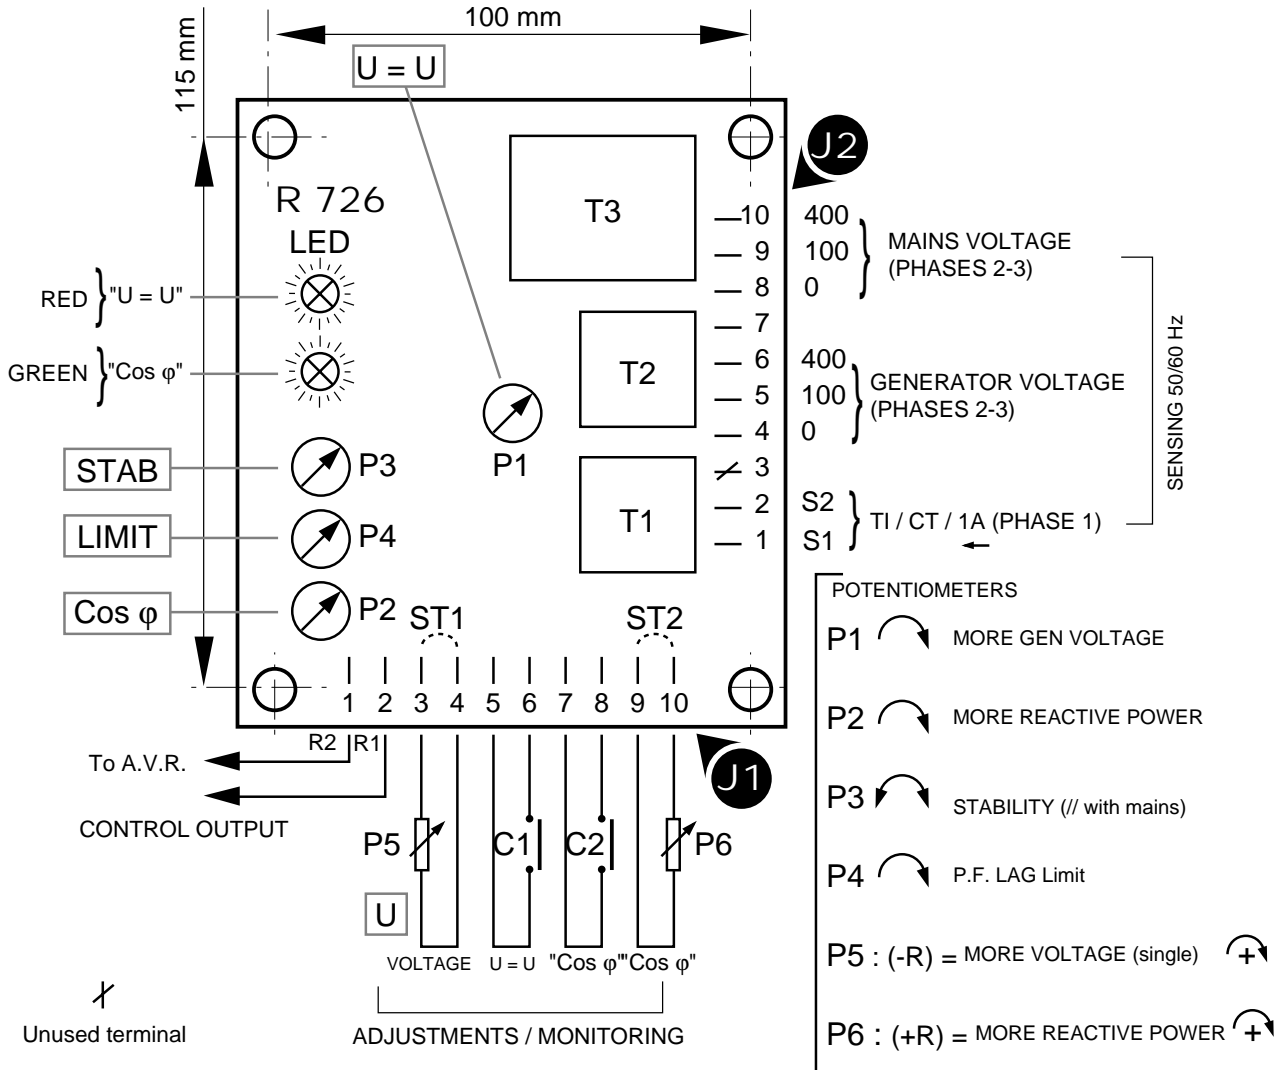 100 mm
115 mm
U = U
J2
R 726
LED
T3
10 400
9 100
8 0
MAINS VOLTAGE
(PHASES 2-3)
RED "U = U"
7
GREEN "Cos φ"
T2
6 400
5 100
4 0
GENERATOR VOLTAGE
(PHASES 2-3)
SENSING 50/60 Hz
P1
STAB
P3
3
T1
2 S2
1 S1
TI / CT / 1A (PHASE 1)
LIMIT
P4
Cos φ
P2
ST1
ST2
1 2 3 4 5 6 7 8 9 10
R2 R1
To A.V.R.
CONTROL OUTPUT
J1
P5
C1
C2
P6
U
VOLTAGE
U = U
"Cos φ"
"Cos φ"
ADJUSTMENTS / MONITORING
Unused terminal
POTENTIOMETERS
P1 MORE GEN VOLTAGE
P2 MORE REACTIVE POWER
P3 STABILITY (// with mains)
P4 P.F. LAG Limit
P5 : (-R) = MORE VOLTAGE (single) +
P6 : (+R) = MORE REACTIVE POWER +